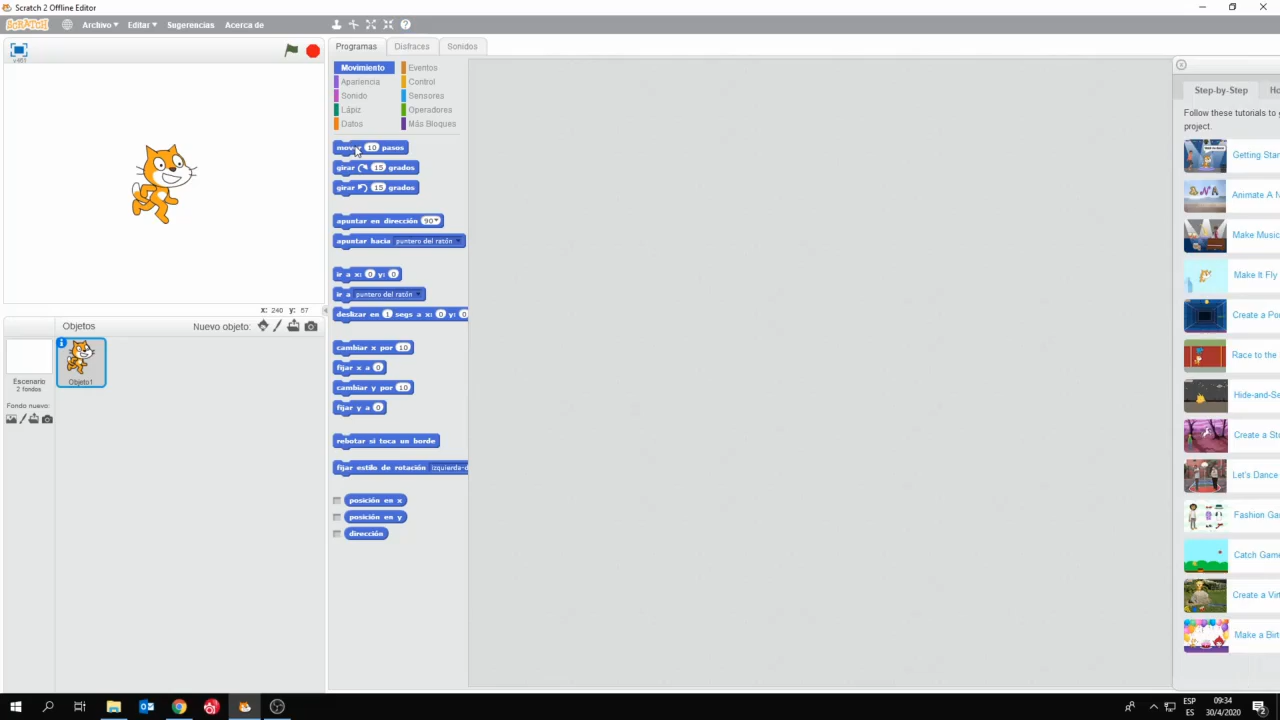 Scratch 2 Offline Editor
SCRATCH
Archivo
Editar
Sugerencias
Acerca de
v461
Programas
Disfraces
Sonidos
Movimiento
Eventos
Apariencia
Control
Sonido
Sensores
Lápiz
Operadores
Datos
Más Bloques
10 pasos
girar 15 grados
girar 15 grados
apuntar en dirección 90
apuntar hacia puntero del ratón
ir a x: 0 y: 0
ir a puntero del ratón
deslizar en 1 segs a x: 0 y: 0
cambiar x por 10
fijar x a 0
cambiar y por 10
fijar y a 0
rebotar si toca un borde
fijar estilo de rotación izquierda-d
posición en x
posición en y
dirección
x: 240 y: 57
Objetos
Nuevo objeto:
Escenario
2 fondos
Fondo nuevo:
Objeto1
Step-by-Step
Ho
Follow these tutorials to
project.
Getting Star
Animate A N
Make Music
Make It Fly
Create a Po
Race to the
Hide-and-Se
Create a Sto
Let's Dance
Fashion Ga
Catch Game
Create a Virt
Make a Birt
ESP
ES
09:34
30/4/2020
2